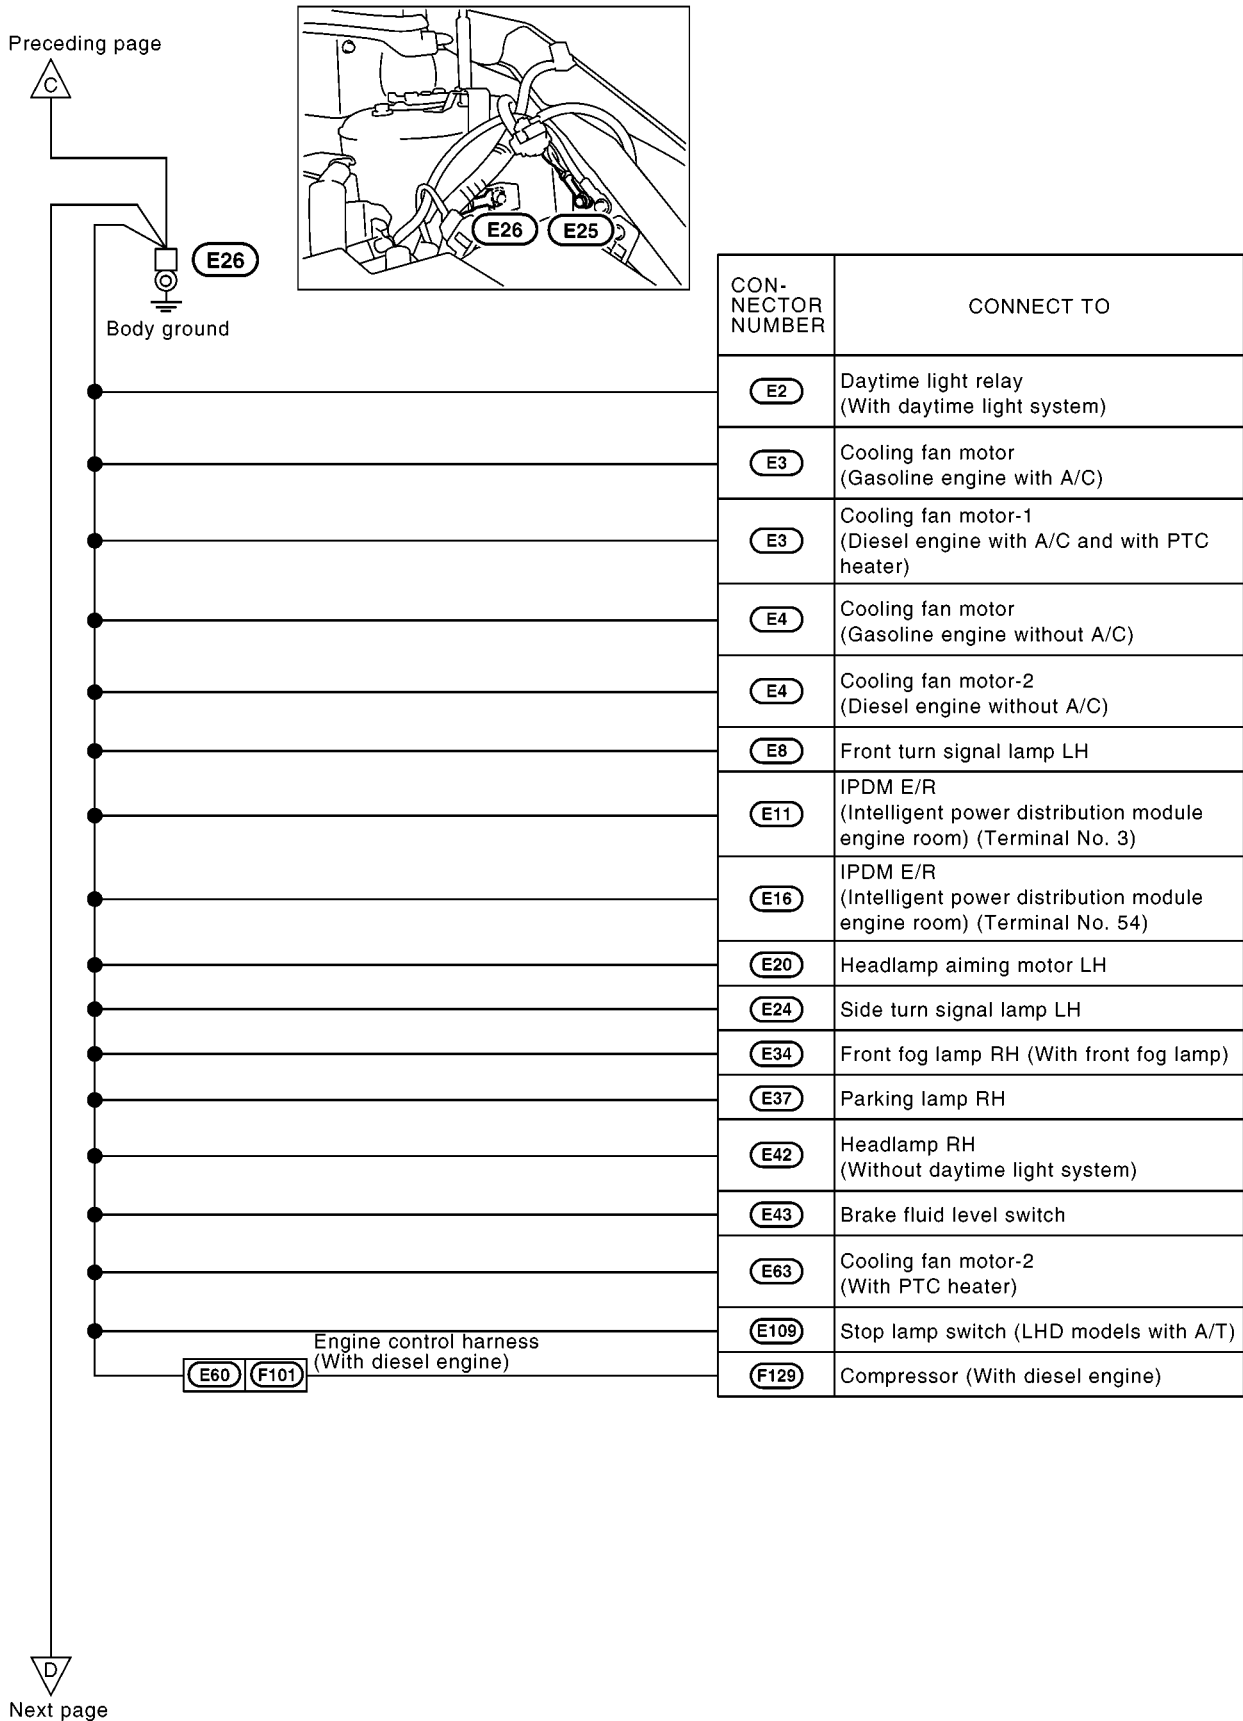 Preceding page
C
E26
Body ground
E26
E25
CON-
NECTOR
NUMBER
CONNECT TO
E2
Daytime light relay
(With daytime light system)
E3
Cooling fan motor
(Gasoline engine with A/C)
E3
Cooling fan motor-1
(Diesel engine with A/C and with PTC
heater)
E4
Cooling fan motor
(Gasoline engine without A/C)
E4
Cooling fan motor-2
(Diesel engine without A/C)
E8
Front turn signal lamp LH
E11
IPDM E/R
(Intelligent power distribution module
engine room) (Terminal No. 3)
E16
IPDM E/R
(Intelligent power distribution module
engine room) (Terminal No. 54)
E20
Headlamp aiming motor LH
E24
Side turn signal lamp LH
E34
Front fog lamp RH (With front fog lamp)
E37
Parking lamp RH
E42
Headlamp RH
(Without daytime light system)
E43
Brake fluid level switch
E63
Cooling fan motor-2
(With PTC heater)
E109
Stop lamp switch (LHD models with A/T)
Engine control harness
(With diesel engine)
E60
F101
F129
Compressor (With diesel engine)
D
Next page